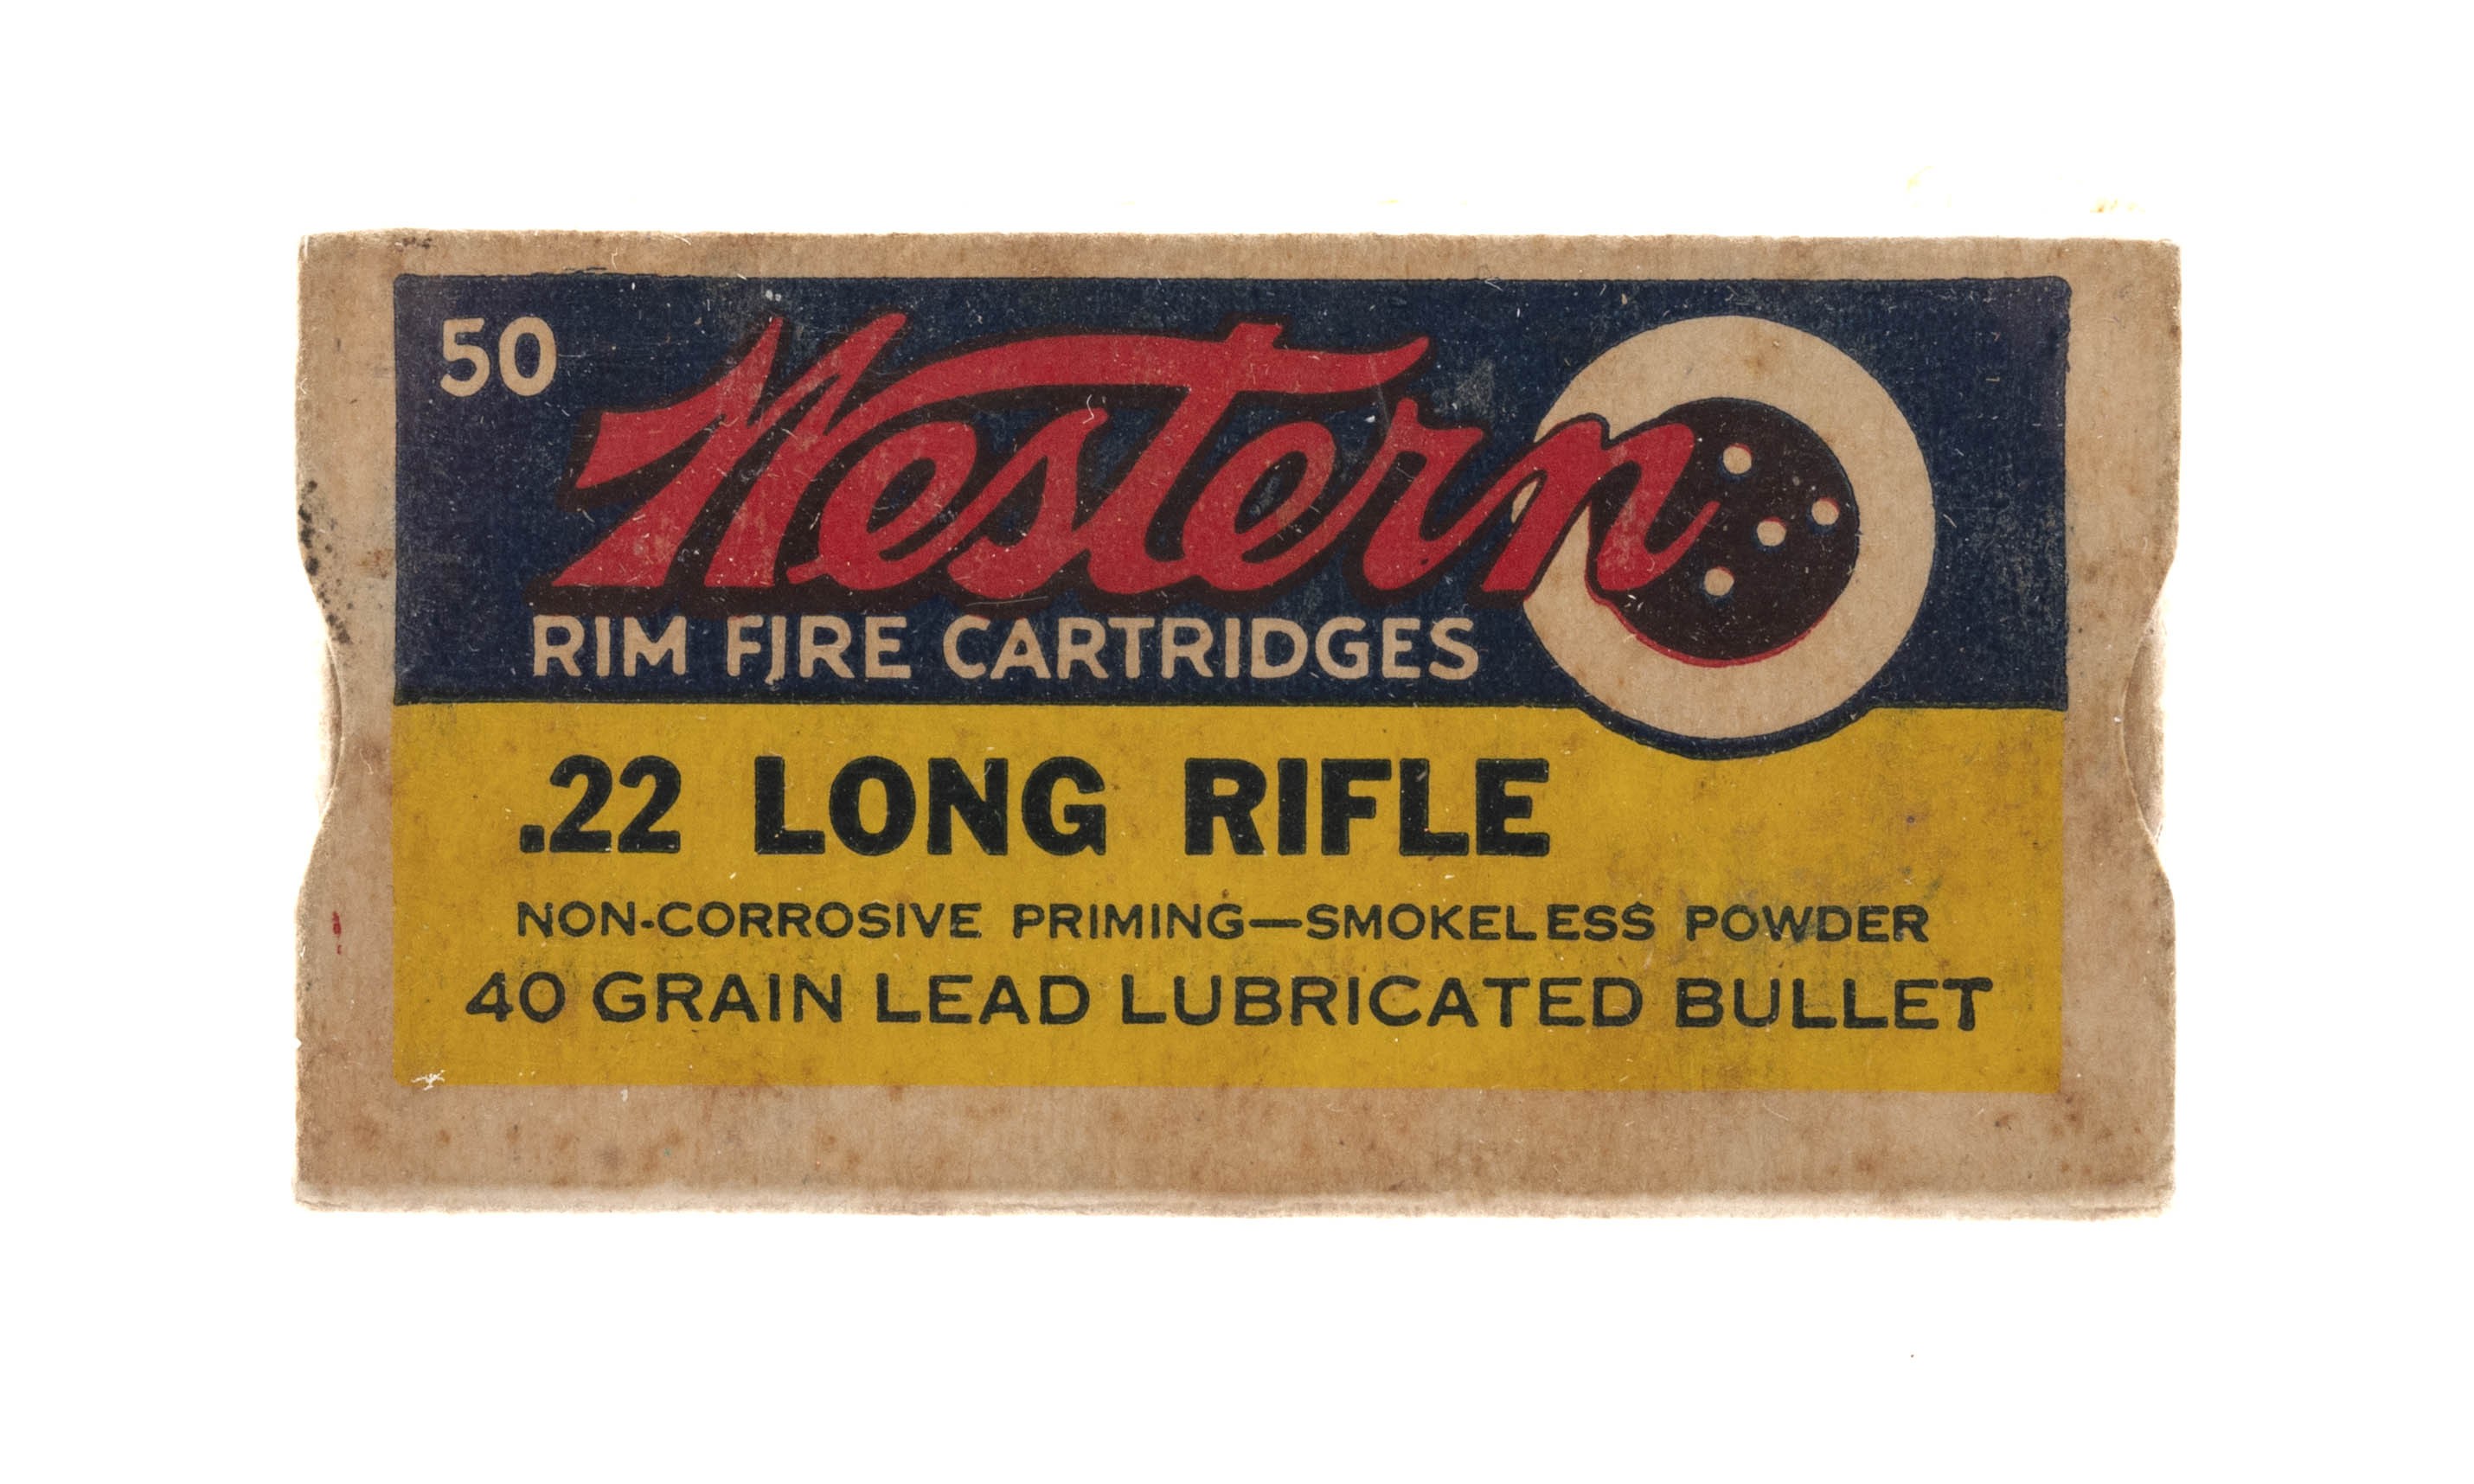 50
Western
RIM FIRE CARTRIDGES
.22 LONG RIFLE
NON-CORROSIVE PRIMING—SMOKELESS POWDER
40 GRAIN LEAD LUBRICATED BULLET